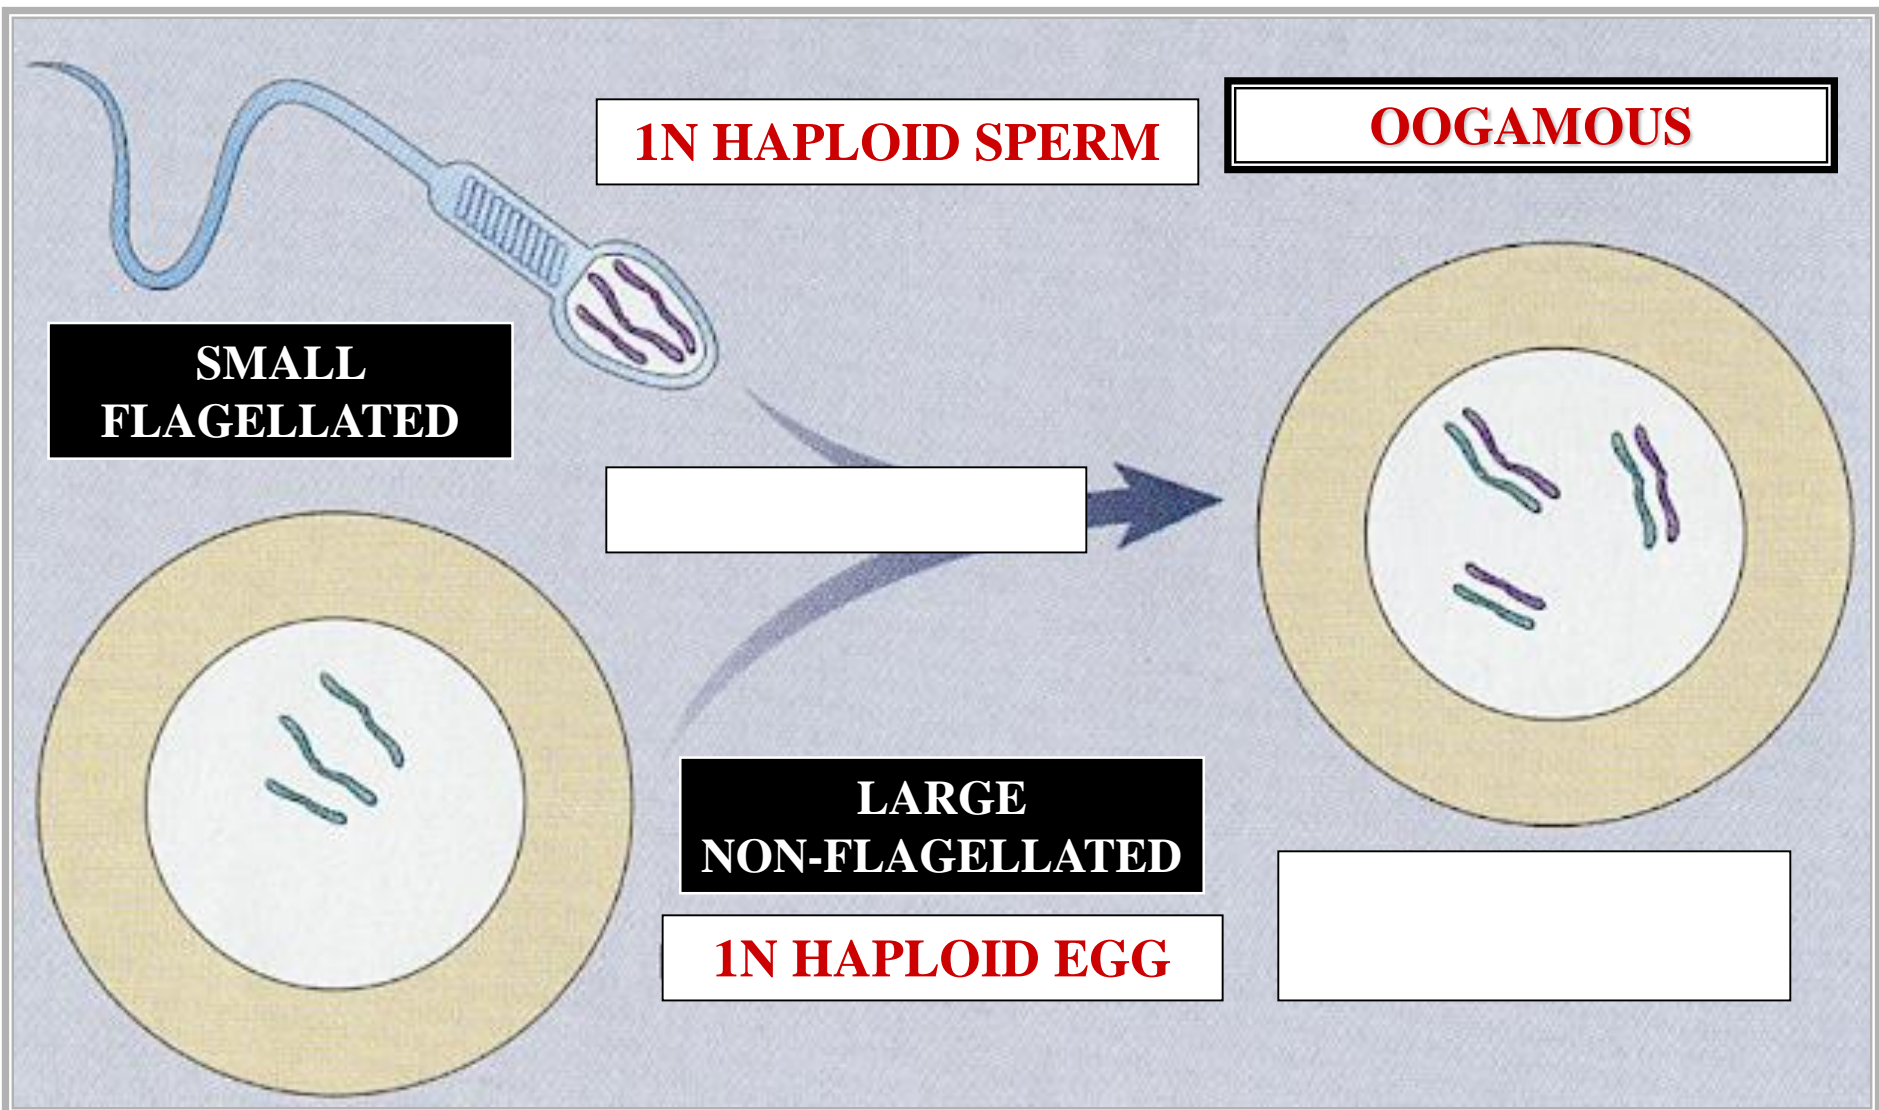 1N HAPLOID SPERM
OOGAMOUS
SMALL
FLAGELLATED
LARGE
NON-FLAGELLATED
1N HAPLOID EGG